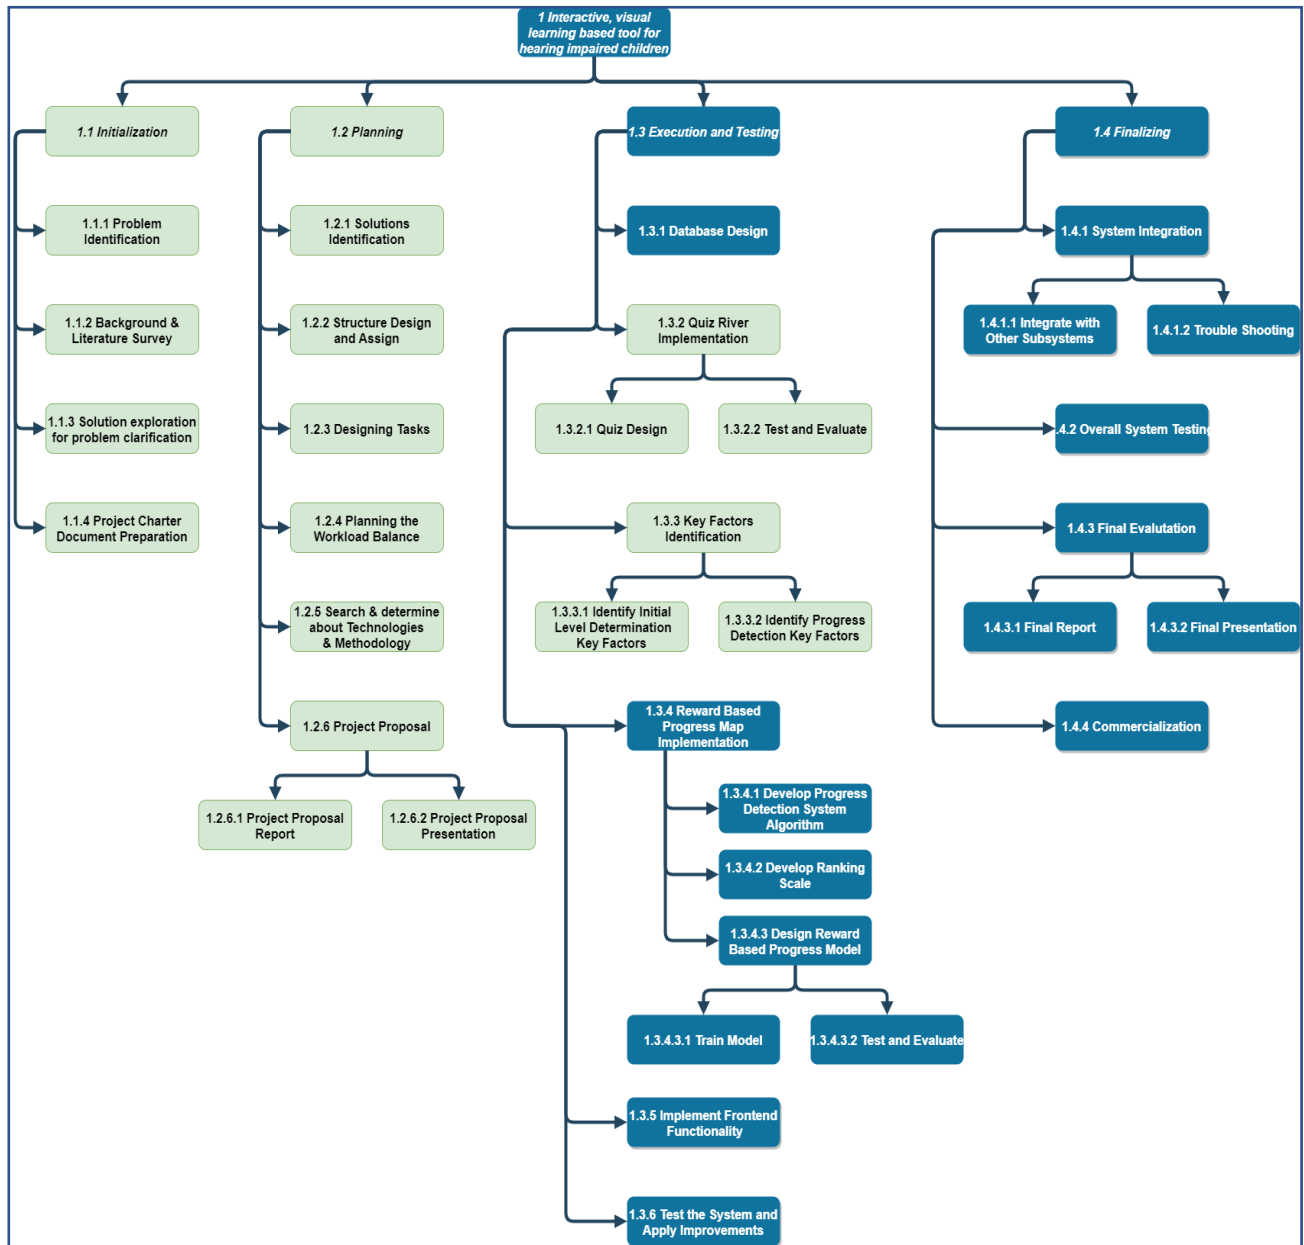 1 Interactive, visual
learning based tool for
hearing impaired children
1.1 Initialization
1.2 Planning
1.3 Execution and Testing
1.4 Finalizing
1.1.1 Problem
Identification
1.2.1 Solutions
Identification
1.3.1 Database Design
1.4.1 System Integration
1.1.2 Background &
Literature Survey
1.2.2 Structure Design
and Assign
1.3.2 Quiz River
Implementation
1.4.1.1 Integrate with
Other Subsystems
1.4.1.2 Trouble Shooting
1.1.3 Solution exploration
for problem clarification
1.2.3 Designing Tasks
1.3.2.1 Quiz Design
1.3.2.2 Test and Evaluate
.4.2 Overall System Testing
1.1.4 Project Charter
Document Preparation
1.2.4 Planning the
Workload Balance
1.3.3 Key Factors
Identification
1.4.3 Final Evalutation
1.2.5 Search & determine
about Technologies
& Methodology
1.3.3.1 Identify Initial
Level Determination
Key Factors
1.3.3.2 Identify Progress
Detection Key Factors
1.4.3.1 Final Report
1.4.3.2 Final Presentation
1.2.6 Project Proposal
1.3.4 Reward Based
Progress Map
Implementation
1.4.4 Commercialization
1.2.6.1 Project Proposal
Report
1.2.6.2 Project Proposal
Presentation
1.3.4.1 Develop Progress
Detection System
Algorithm
1.3.4.2 Develop Ranking
Scale
1.3.4.3 Design Reward
Based Progress Model
1.3.4.3.1 Train Model
1.3.4.3.2 Test and Evaluate
1.3.5 Implement Frontend
Functionality
1.3.6 Test the System and
Apply Improvements